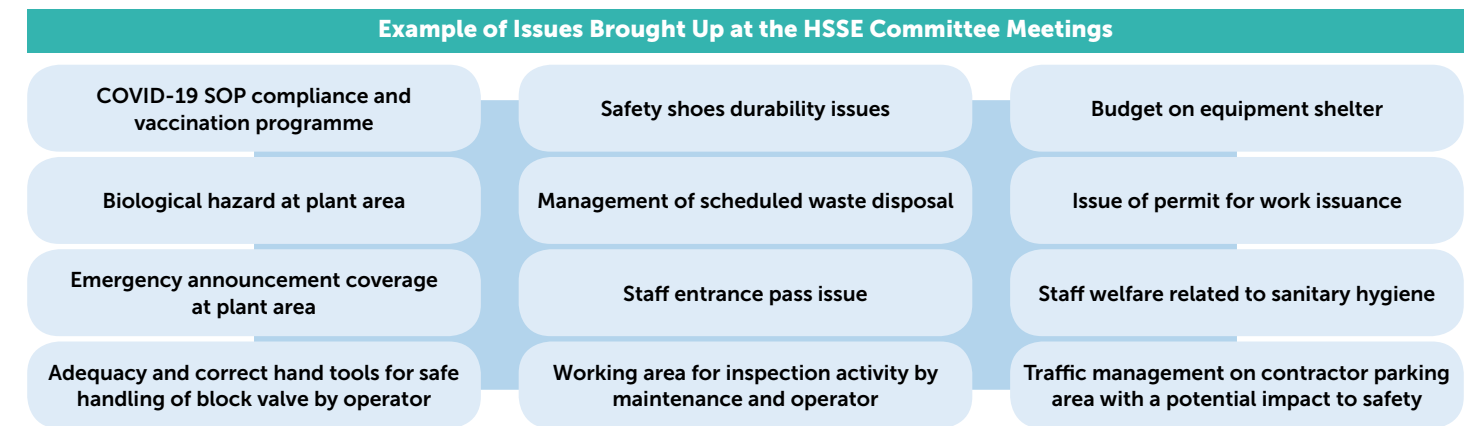 Example of Issues Brought Up at the HSSE Committee Meetings
COVID-19 SOP compliance and
vaccination programme
Safety shoes durability issues
Budget on equipment shelter
Biological hazard at plant area
Management of scheduled waste disposal
Issue of permit for work issuance
Emergency announcement coverage
at plant area
Staff entrance pass issue
Staff welfare related to sanitary hygiene
Adequacy and correct hand tools for safe
handling of block valve by operator
Working area for inspection activity by
maintenance and operator
Traffic management on contractor parking
area with a potential impact to safety